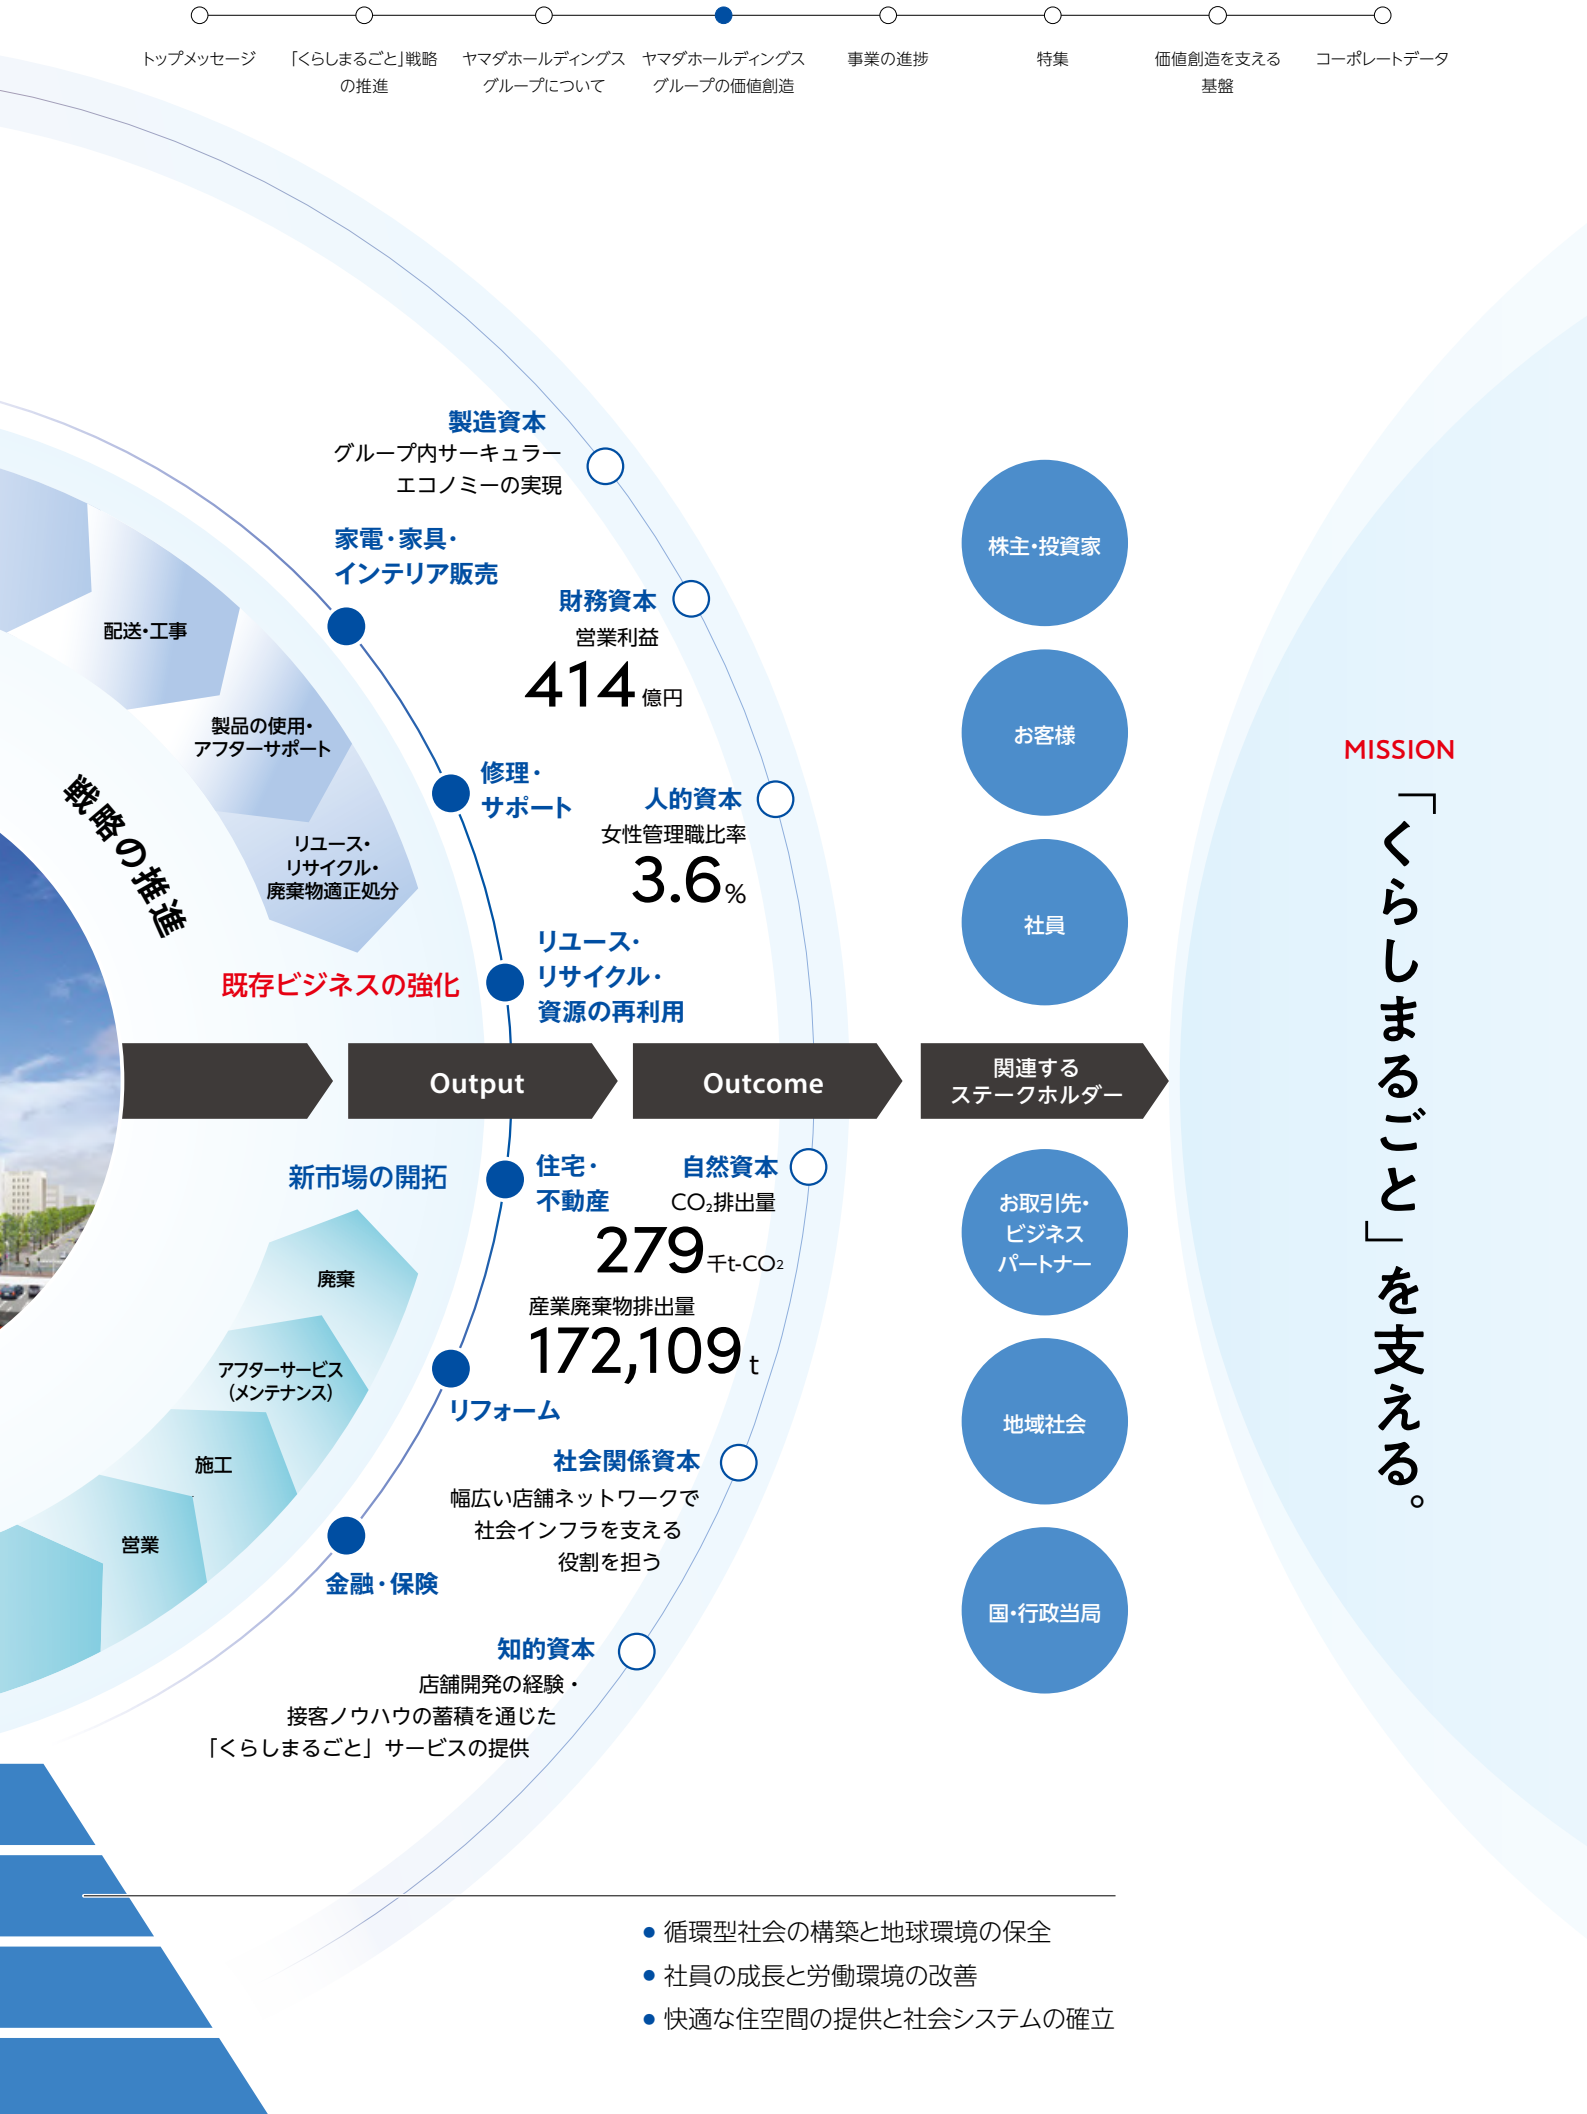 トップメッセージ
「くらしまるごと」戦略
の推進
ヤマダホールディングス
グループについて
ヤマダホールディングス
グループの価値創造
事業の進捗
特集
価値創造を支える
基盤
コーポレートデータ
製造資本
グループ内サーキュラー
エコノミーの実現
家電・家具・
インテリア販売
財務資本
営業利益
414億円
配送・工事
製品の使用・
アフターサポート
リユース・
リサイクル・
廃棄物適正処分
戦略の推進
修理・
サポート
人的資本
女性管理職比率
3.6%
リユース・
リサイクル・
資源の再利用
既存ビジネスの強化
Output
Outcome
関連する
ステークホルダー
新市場の開拓
住宅・
不動産
自然資本
CO₂排出量
279千t-CO₂
産業廃棄物排出量
172,109t
廃棄
アフターサービス
(メンテナンス)
施工
営業
リフォーム
社会関係資本
幅広い店舗ネットワークで
社会インフラを支える
役割を担う
金融・保険
知的資本
店舗開発の経験・
接客ノウハウの蓄積を通じた
「くらしまるごと」サービスの提供
株主・投資家
お客様
社員
お取引先・
ビジネス
パートナー
地域社会
国・行政当局
MISSION
「くらしまるごと」を支える。
● 循環型社会の構築と地球環境の保全
● 社員の成長と労働環境の改善
● 快適な住空間の提供と社会システムの確立